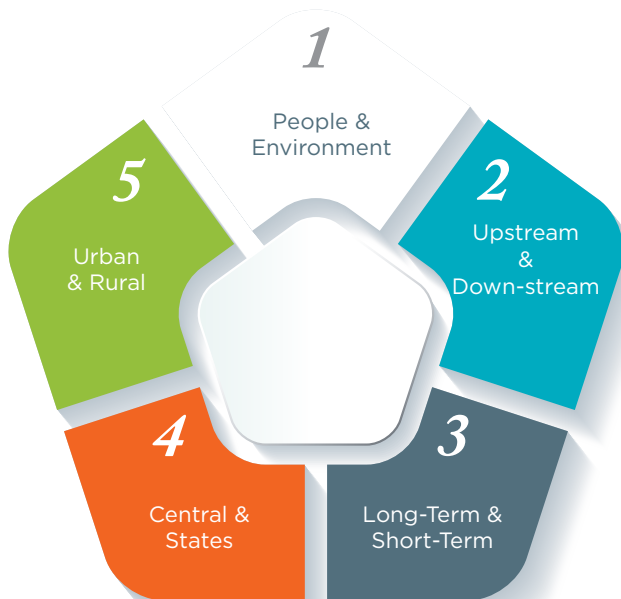 1
People &
Environment
2
Upstream
&
Down-stream
3
Long-Term &
Short-Term
4
Central &
States
5
Urban
& Rural